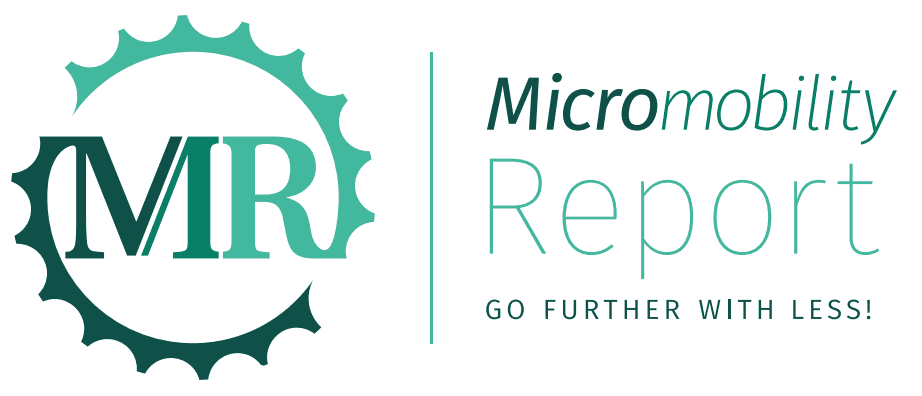 MR
Micromobility
Report
GO FURTHER WITH LESS!